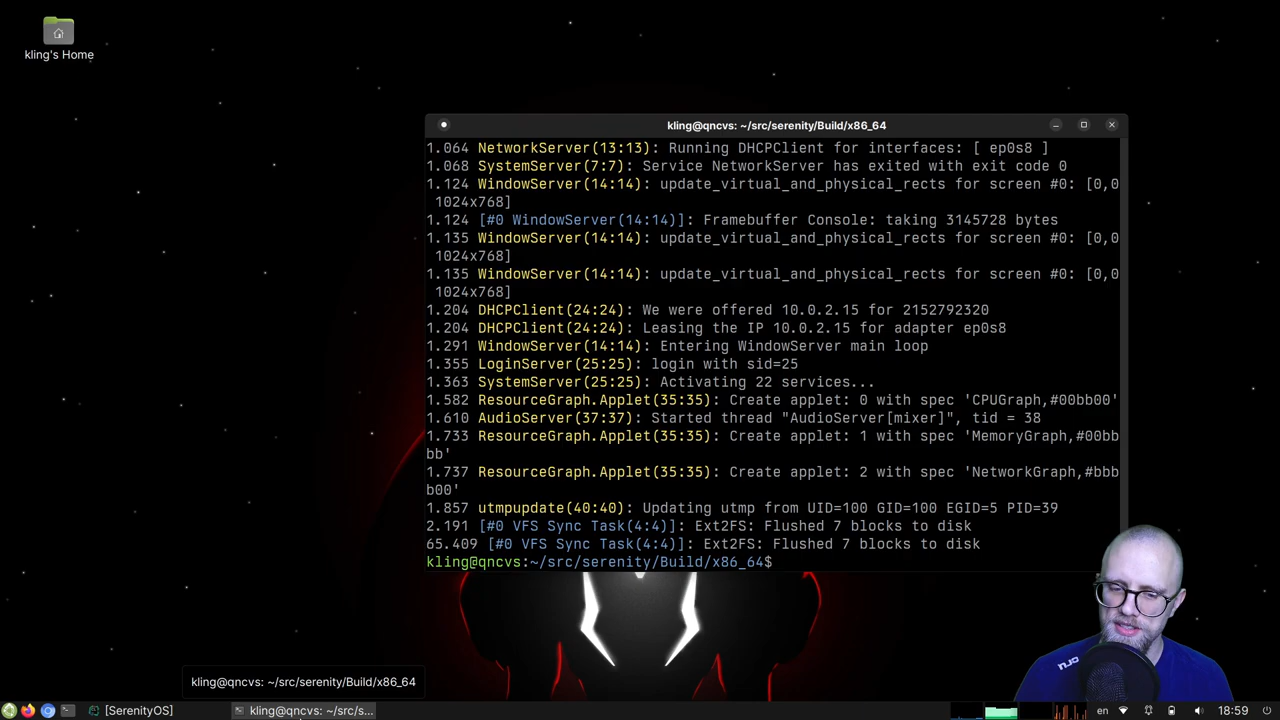 kling's Home
kling@qncvs: ~/src/serenity/Build/x86_64
1.064 NetworkServer(13:13): Running DHCPClient for interfaces: [ ep0s8 ]
1.068 SystemServer(7:7): Service NetworkServer has exited with exit code 0
1.124 WindowServer(14:14): update_virtual_and_physical_rects for screen #0: [0,0
1024x768]
1.124 [#0 WindowServer(14:14)]: Framebuffer Console: taking 3145728 bytes
1.135 WindowServer(14:14): update_virtual_and_physical_rects for screen #0: [0,0
1024x768]
1.135 WindowServer(14:14): update_virtual_and_physical_rects for screen #0: [0,0
1024x768]
1.204 DHCPClient(24:24): We were offered 10.0.2.15 for 2152792320
1.204 DHCPClient(24:24): Leasing the IP 10.0.2.15 for adapter ep0s8
1.291 WindowServer(14:14): Entering WindowServer main loop
1.355 LoginServer(25:25): login with sid=25
1.363 SystemServer(25:25): Activating 22 services...
1.582 ResourceGraph.Applet(35:35): Create applet: 0 with spec 'CPUGraph,#00bb00'
1.610 AudioServer(37:37): Started thread "AudioServer[mixer]", tid = 38
1.733 ResourceGraph.Applet(35:35): Create applet: 1 with spec 'MemoryGraph,#00bb
bb'
1.737 ResourceGraph.Applet(35:35): Create applet: 2 with spec 'NetworkGraph,#bbb
b00'
1.857 utmpupdate(40:40): Updating utmp from UID=100 GID=100 EGID=5 PID=39
2.191 [#0 VFS Sync Task(4:4)]: Ext2FS: Flushed 7 blocks to disk
65.409 [#0 VFS Sync Task(4:4)]: Ext2FS: Flushed 7 blocks to disk
kling@qncvs:~/src/serenity/Build/x86_64$
kling@qncvs: ~/src/serenity/Build/x86_64
[SerenityOS]
kling@qncvs: ~/src/s...
en
18:59